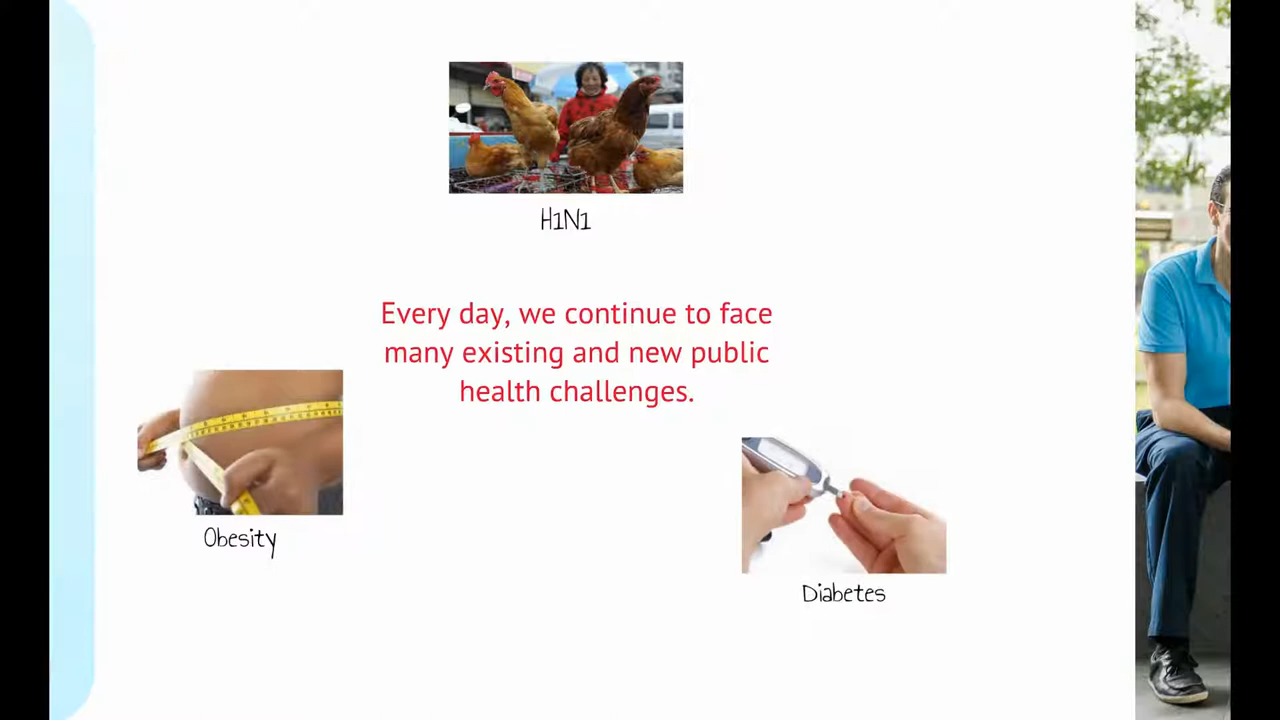 H1N1
Every day, we continue to face
many existing and new public
health challenges.
Obesity
Diabetes